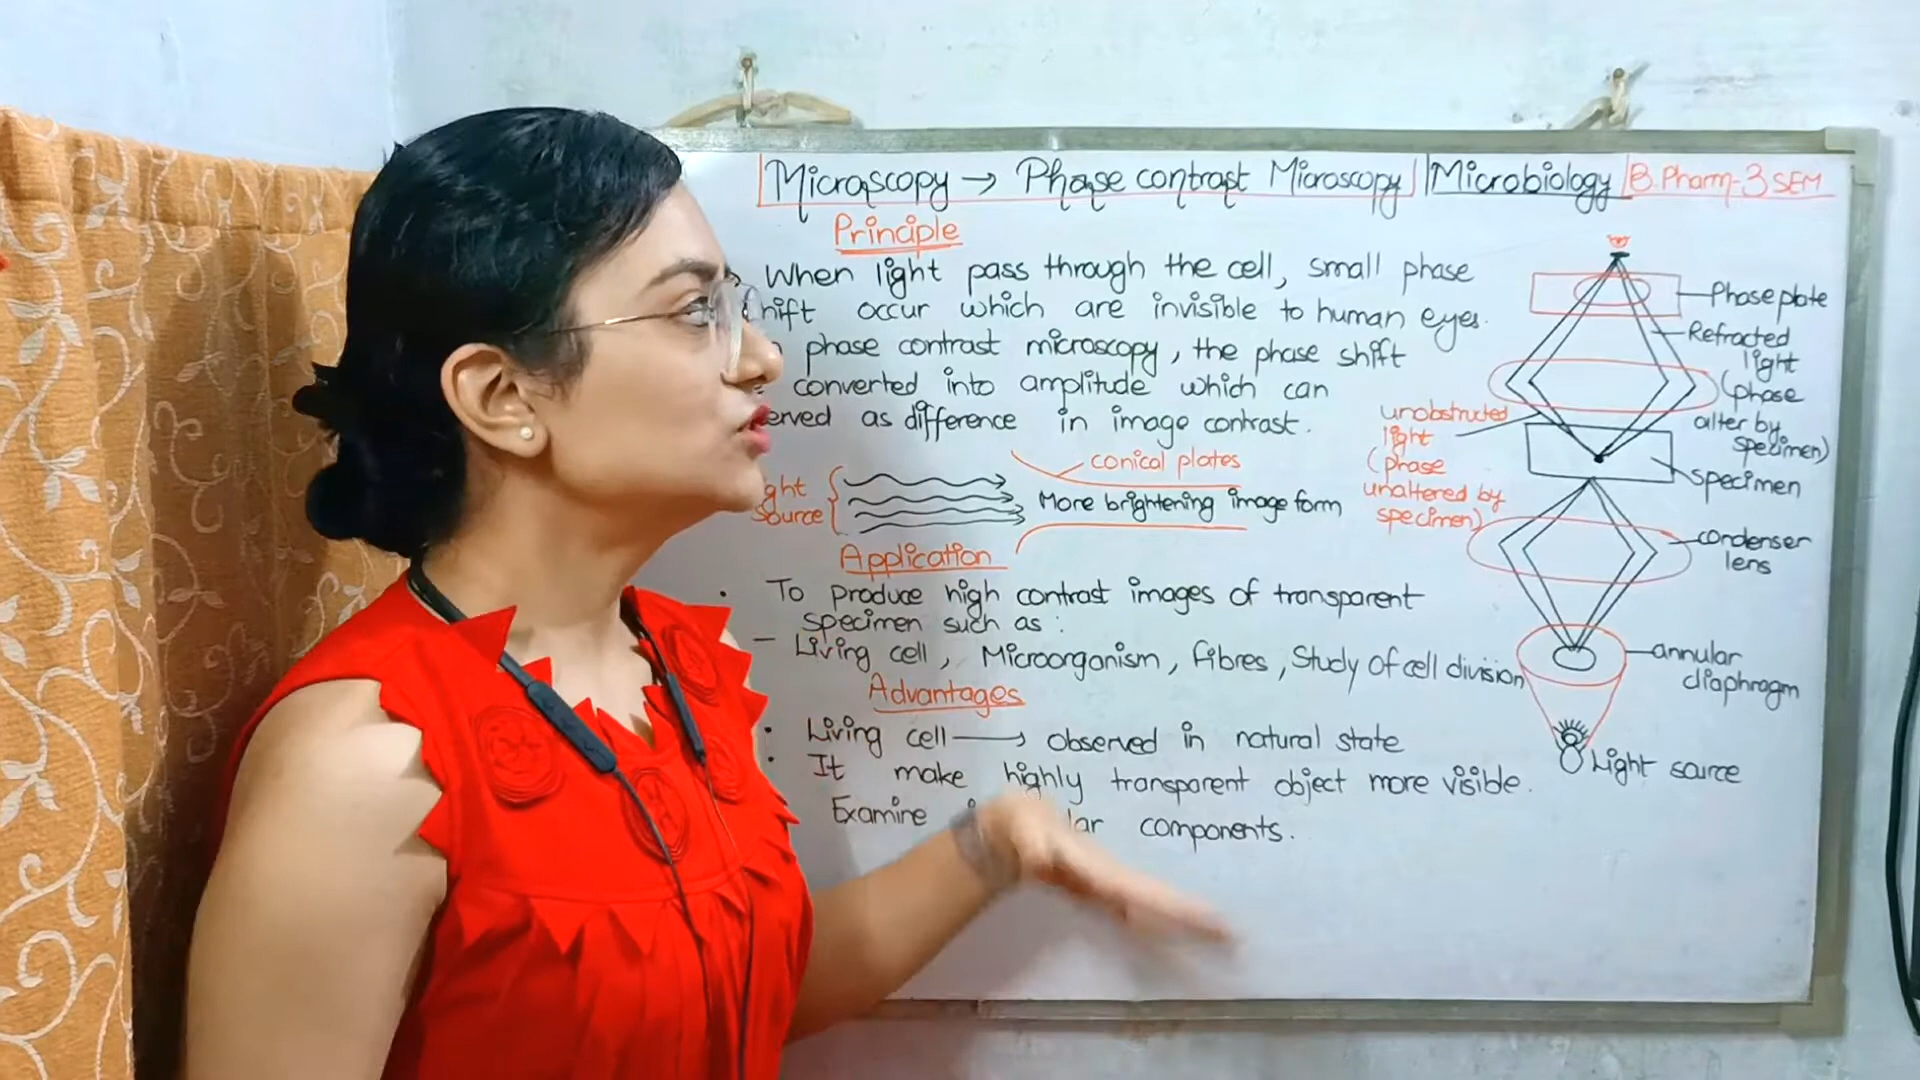 Microscopy → Phase contrast Microscopy | Microbiology | B.Pharm-3 SEM
Principle
When light pass through the cell, small phase
hift occur which are invisible to human eyes.
phase contrast microscopy, the phase shift
converted into amplitude which can
erved as difference in image contrast.
conical plates
ght
source
More brightening image form
Application
• To produce high contrast images of transparent
specimen such as :
- Living cell, Microorganism, fibres, Study of cell division
Advantages
• Living cell → observed in natural state
• It make highly transparent object more visible.
Examine lar components.
Phase plate
Refracted
light
(phase
alter by
specimen)
unobstructed
light
(phase
unaltered by
specimen)
specimen
condenser
lens
annular
diaphragm
Light source